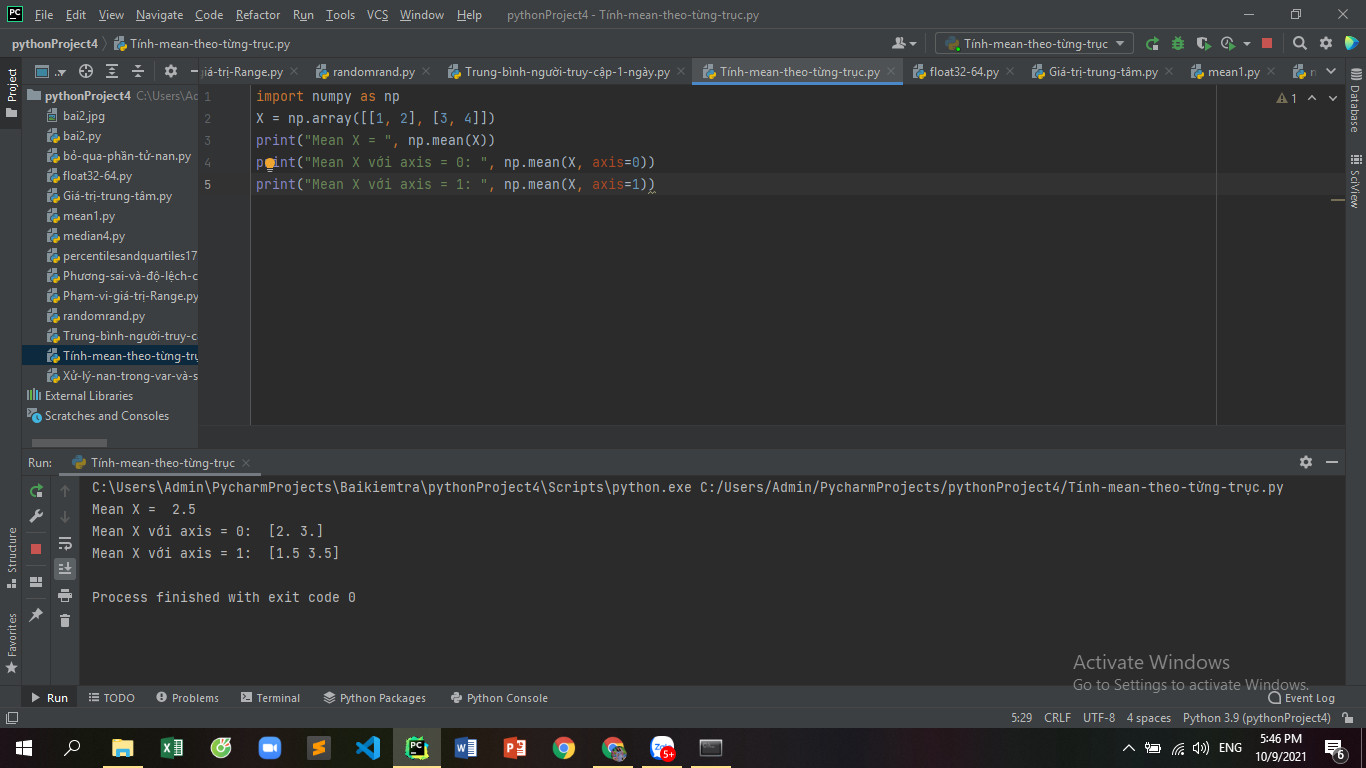 PC File Edit View Navigate Code Refactor Run Tools VCS Window Help pythonProject4 - Tính-mean-theo-từng-trục.py
pythonProject4 Tính-mean-theo-từng-trục.py Tính-mean-theo-từng-trục
Project
iá-trị-Range.py randomrand.py Trung-bình-người-truy-cập-1-ngày.py Tính-mean-theo-từng-trục.py float32-64.py Giá-trị-trung-tâm.py mean1.py
pythonProject4 C:\Users\Ad
bai2.jpg
bai2.py
bỏ-qua-phần-tử-nan.py
float32-64.py
Giá-trị-trung-tâm.py
mean1.py
median4.py
percentilesandquartiles17
Phương-sai-và-độ-lệch-c
Phạm-vi-giá-trị-Range.py
randomrand.py
Trung-bình-người-truy-c
Tính-mean-theo-từng-trụ
Xử-lý-nan-trong-var-và-s
External Libraries
Scratches and Consoles
1 import numpy as np
2 X = np.array([[1, 2], [3, 4]])
3 print("Mean X = ", np.mean(X))
4 print("Mean X với axis = 0: ", np.mean(X, axis=0))
5 print("Mean X với axis = 1: ", np.mean(X, axis=1))
1
Database
SciView
Run: Tính-mean-theo-từng-trục
C:\Users\Admin\PycharmProjects\Baikiemtra\pythonProject4\Scripts\python.exe C:/Users/Admin/PycharmProjects/pythonProject4/Tính-mean-theo-từng-trục.py
Mean X =  2.5
Mean X với axis = 0:  [2. 3.]
Mean X với axis = 1:  [1.5 3.5]
Process finished with exit code 0
Structure
Favorites
Activate Windows
Go to Settings to activate Windows.
Run TODO Problems Terminal Python Packages Python Console Event Log
5:29 CRLF UTF-8 4 spaces Python 3.9 (pythonProject4)
PC 5+ ENG 5:46 PM
10/9/2021 6